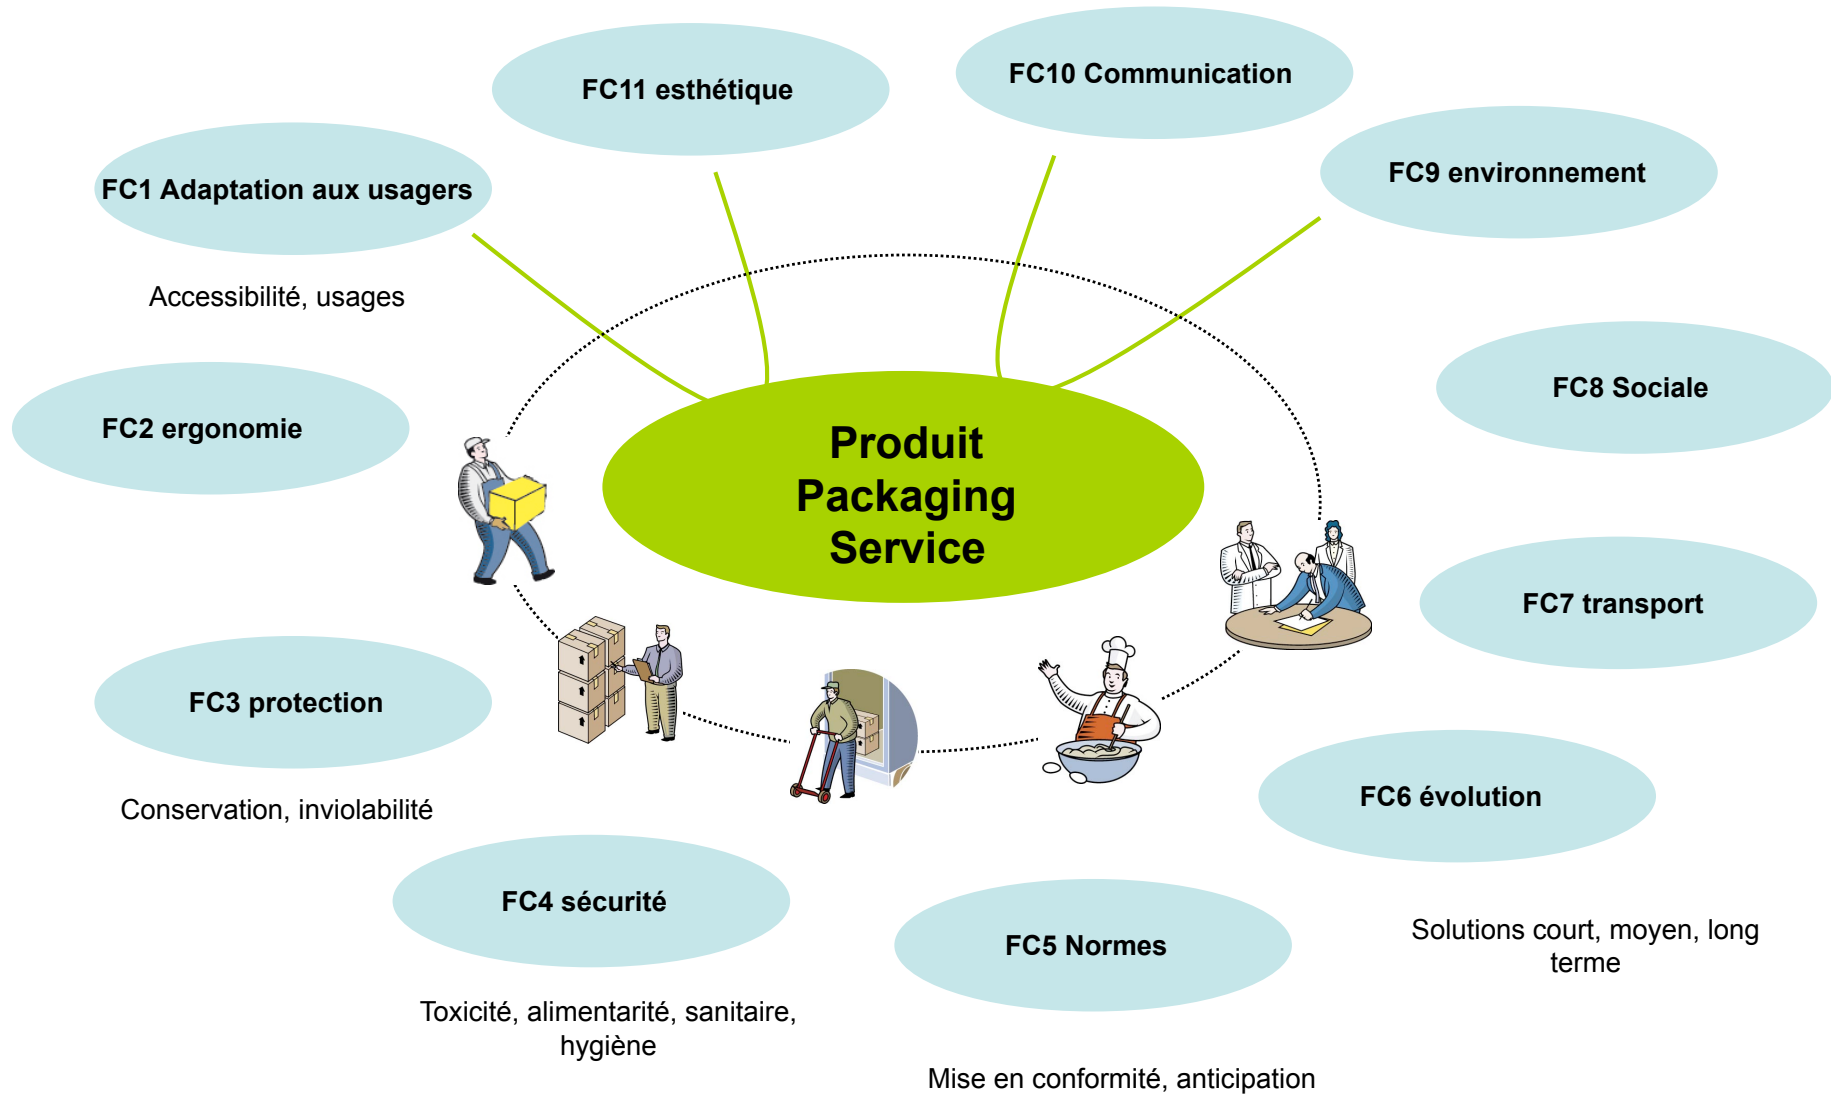 FC10 Communication
FC11 esthétique
FC9 environnement
FC1 Adaptation aux usagers
Accessibilité, usages
FC8 Sociale
FC2 ergonomie
Produit
Packaging
Service
FC7 transport
FC3 protection
Conservation, inviolabilité
FC6 évolution
FC4 sécurité
Solutions court, moyen, long
terme
FC5 Normes
Toxicité, alimentarité, sanitaire,
hygiène
Mise en conformité, anticipation